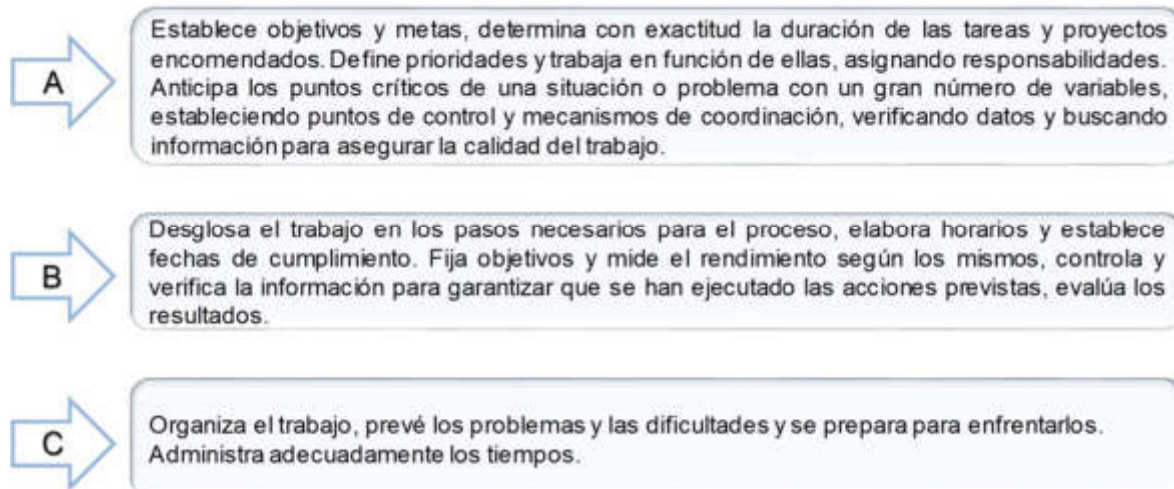 A
Establece objetivos y metas, determina con exactitud la duración de las tareas y proyectos
encomendados. Define prioridades y trabaja en función de ellas, asignando responsabilidades.
Anticipa los puntos críticos de una situación o problema con un gran número de variables,
estableciendo puntos de control y mecanismos de coordinación, verificando datos y buscando
información para asegurar la calidad del trabajo.
B
Desglosa el trabajo en los pasos necesarios para el proceso, elabora horarios y establece
fechas de cumplimiento. Fija objetivos y mide el rendimiento según los mismos, controla y
verifica la información para garantizar que se han ejecutado las acciones previstas, evalúa los
resultados.
C
Organiza el trabajo, prevé los problemas y las dificultades y se prepara para enfrentarlos.
Administra adecuadamente los tiempos.